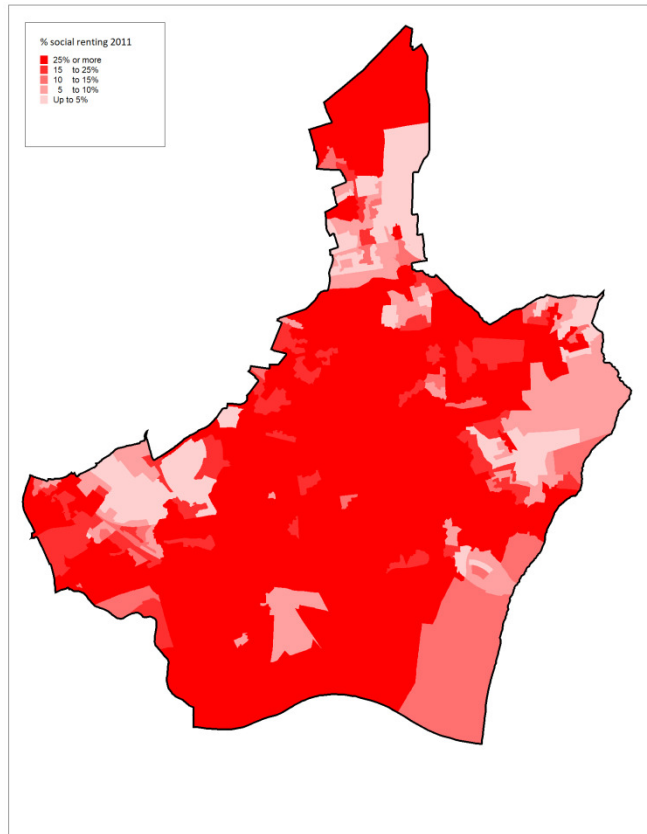 % social renting 2011
25% or more
15 to 25%
10 to 15%
5 to 10%
Up to 5%